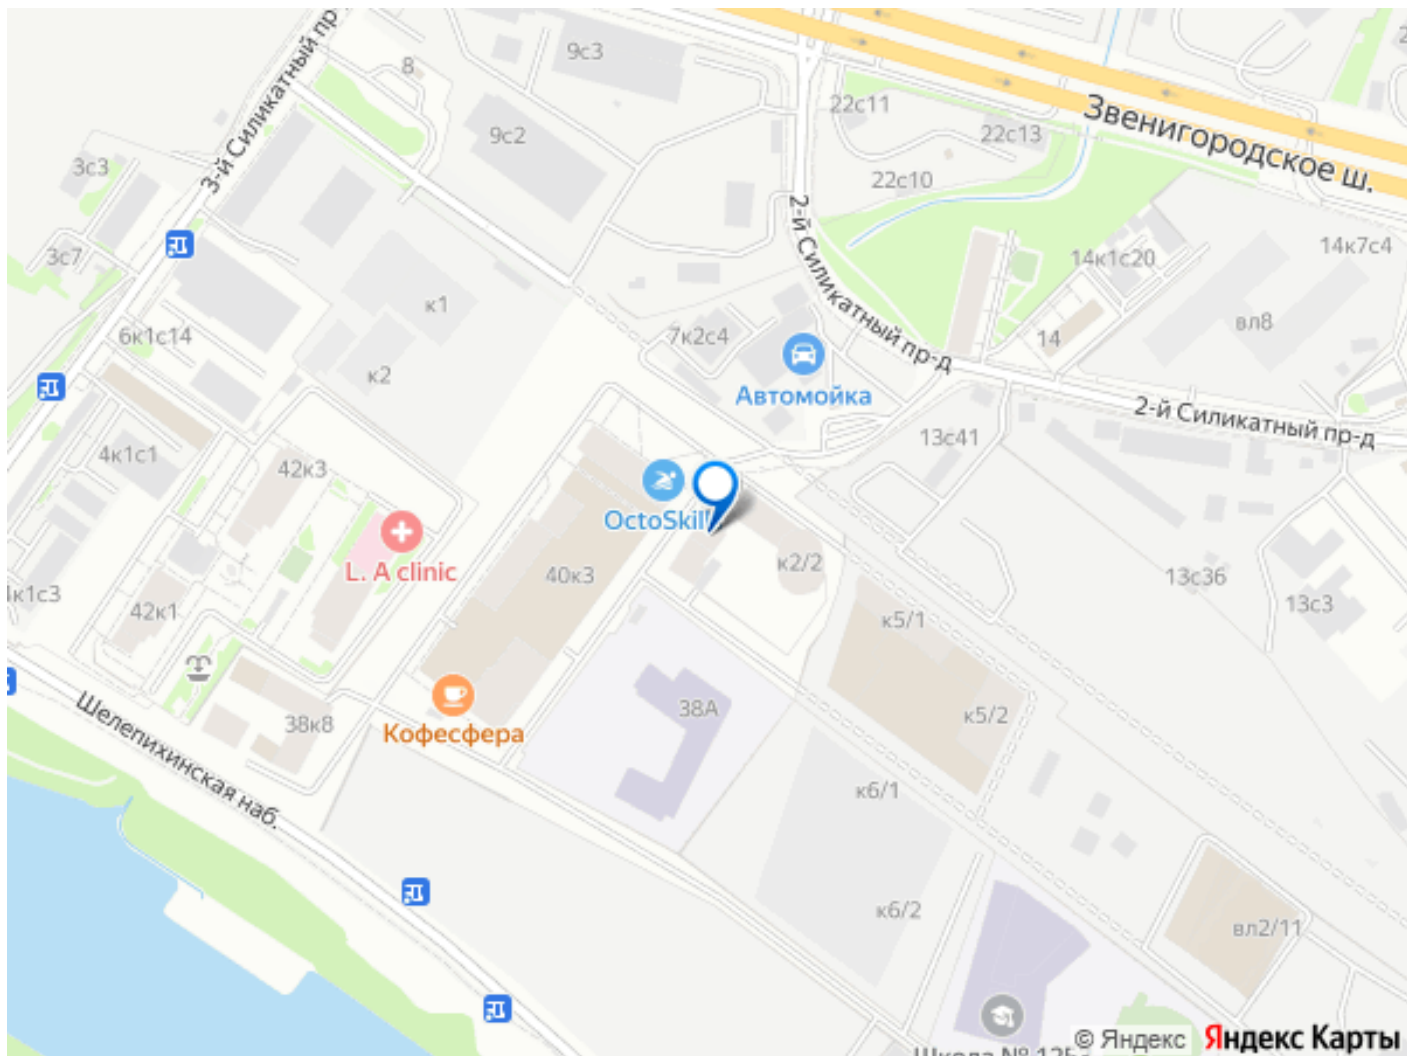 3-й Силикатный пр-
9с3
8
9с2
22с11
22с13
22с10
Звенигородское ш.
3с3
3с7
2-й Силикатный пр-д
14к1с20
14к7с4
к1
6к1с14
7к2с4
14
вл8
к2
Автомойка
2-й Силикатный пр-д
13с41
4к1с1
42к3
OctoSkill
L. A clinic
40к3
к2/2
13с36
13с3
42к1
к5/1
38А
к5/2
38к8
Кофесфера
Шелепихинская наб.
к6/1
к6/2
вл2/11
© Яндекс
Яндекс Карты